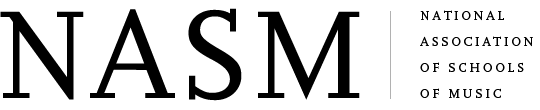 NASM
NATIONAL
ASSOCIATION
OF SCHOOLS
OF MUSIC